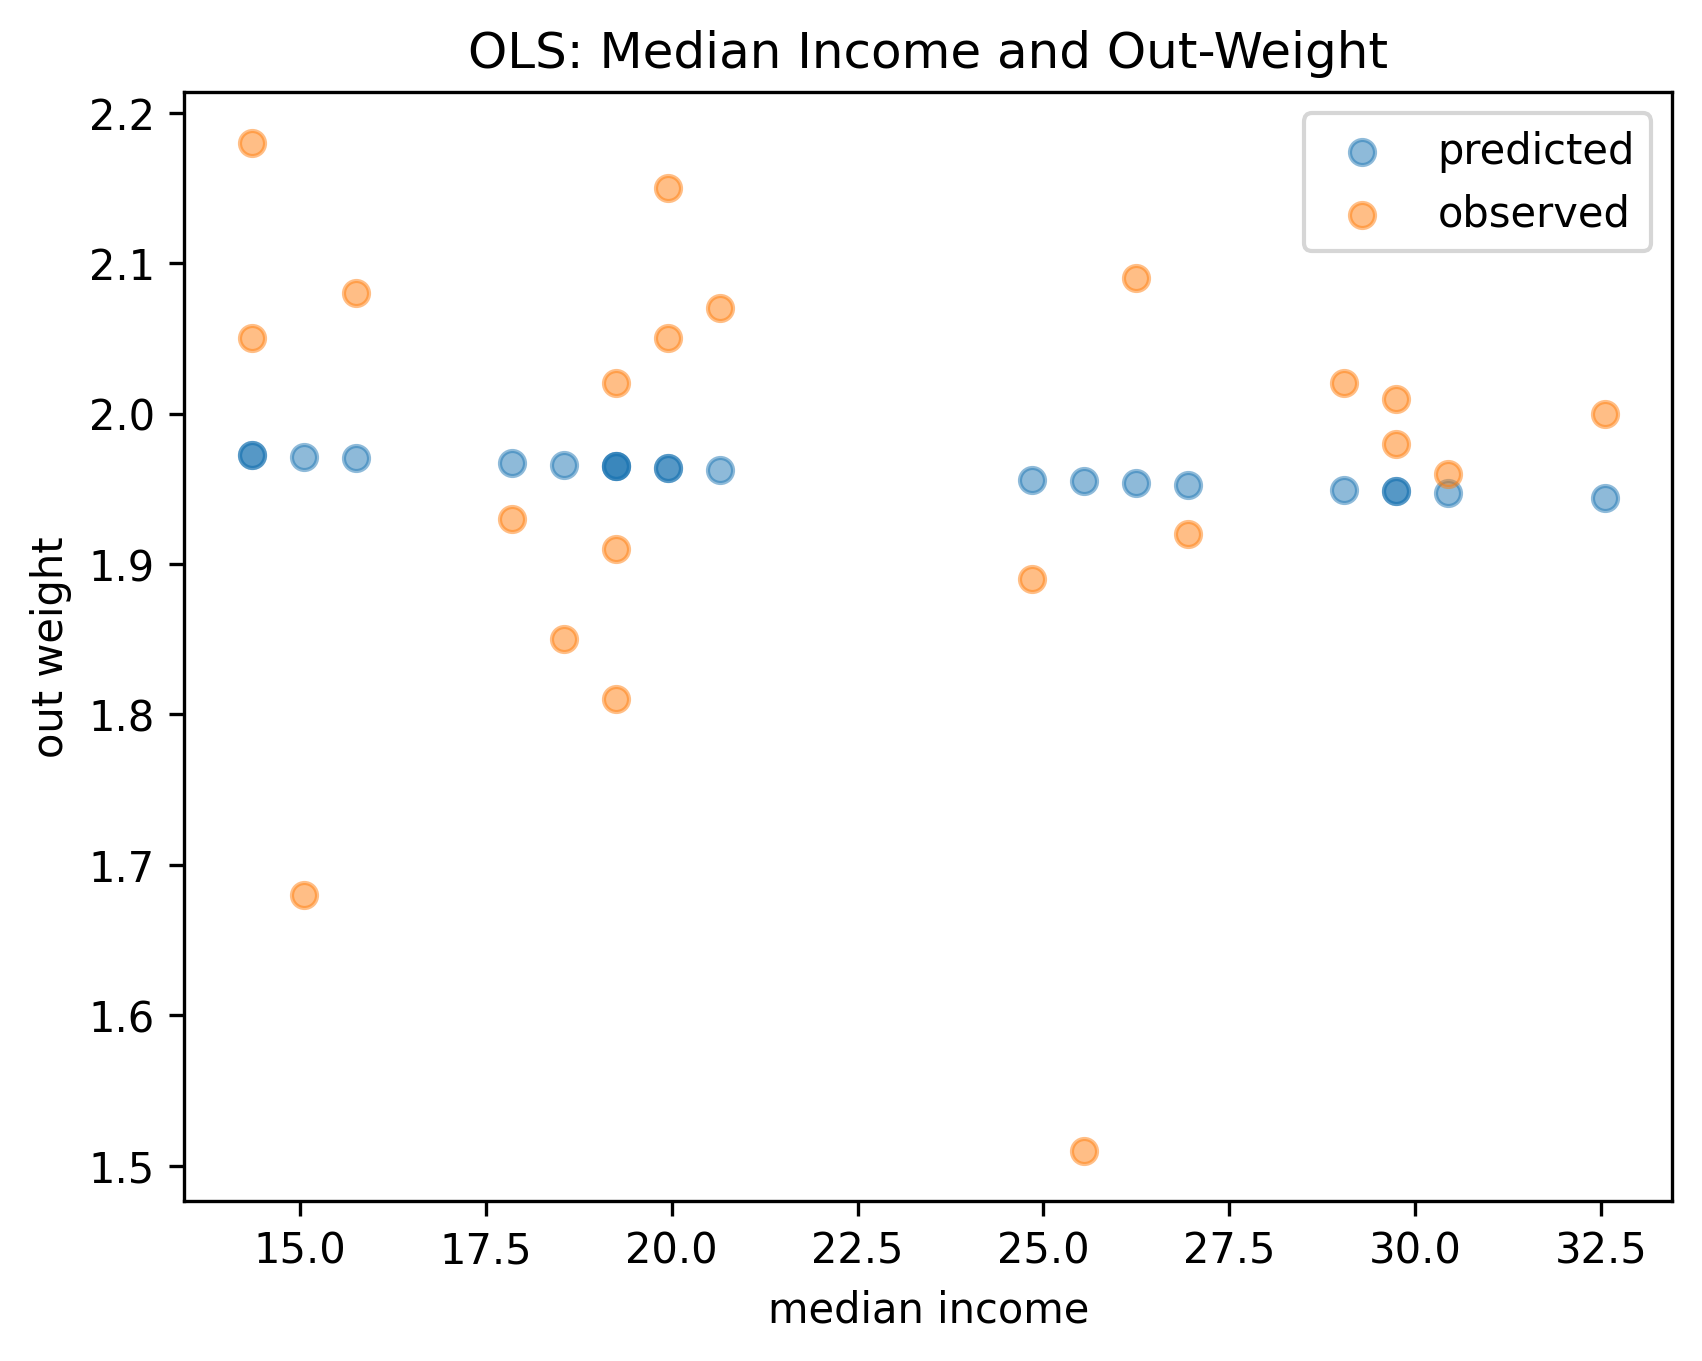 OLS: Median Income and Out-Weight
predicted
observed
2.2
2.1
2.0
1.9
1.8
1.7
1.6
1.5
out weight
15.0 17.5 20.0 22.5 25.0 27.5 30.0 32.5
median income